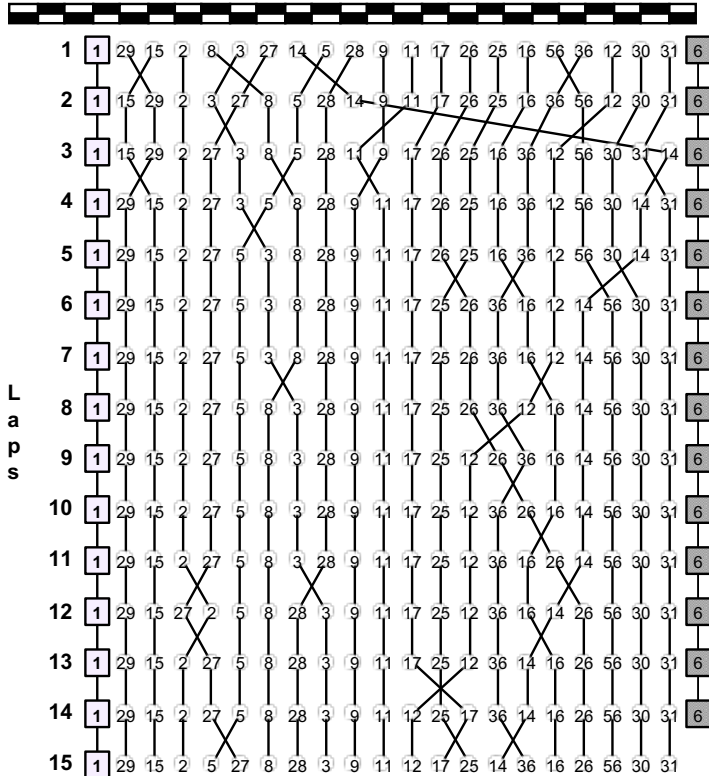 1 1 29 15 2 8 3 27 14 5 28 9 11 17 26 25 16 56 36 12 30 31 6
2 1 15 29 2 3 27 8 5 28 14 9 11 17 26 25 16 36 56 12 30 31 6
3 1 15 29 2 27 3 8 5 28 11 9 17 26 25 16 36 12 56 30 31 14 6
4 1 29 15 2 27 3 5 8 28 9 11 17 26 25 16 36 12 56 30 14 31 6
5 1 29 15 2 27 5 3 8 28 9 11 17 26 25 16 36 12 56 30 14 31 6
6 1 29 15 2 27 5 3 8 28 9 11 17 25 26 36 16 12 14 56 30 31 6
7 1 29 15 2 27 5 3 8 28 9 11 17 25 26 36 16 12 14 56 30 31 6
Laps
8 1 29 15 2 27 5 8 3 28 9 11 17 25 26 36 12 16 14 56 30 31 6
9 1 29 15 2 27 5 8 3 28 9 11 17 25 12 26 36 16 14 56 30 31 6
10 1 29 15 2 27 5 8 3 28 9 11 17 25 12 36 26 16 14 56 30 31 6
11 1 29 15 2 27 5 8 3 28 9 11 17 25 12 36 16 26 14 56 30 31 6
12 1 29 15 27 2 5 8 28 3 9 11 17 25 12 36 16 14 26 56 30 31 6
13 1 29 15 2 27 5 8 28 3 9 11 17 25 12 36 14 16 26 56 30 31 6
14 1 29 15 2 27 5 8 28 3 9 11 12 25 17 36 14 16 26 56 30 31 6
15 1 29 15 2 5 27 8 28 3 9 11 12 17 25 14 36 16 26 56 30 31